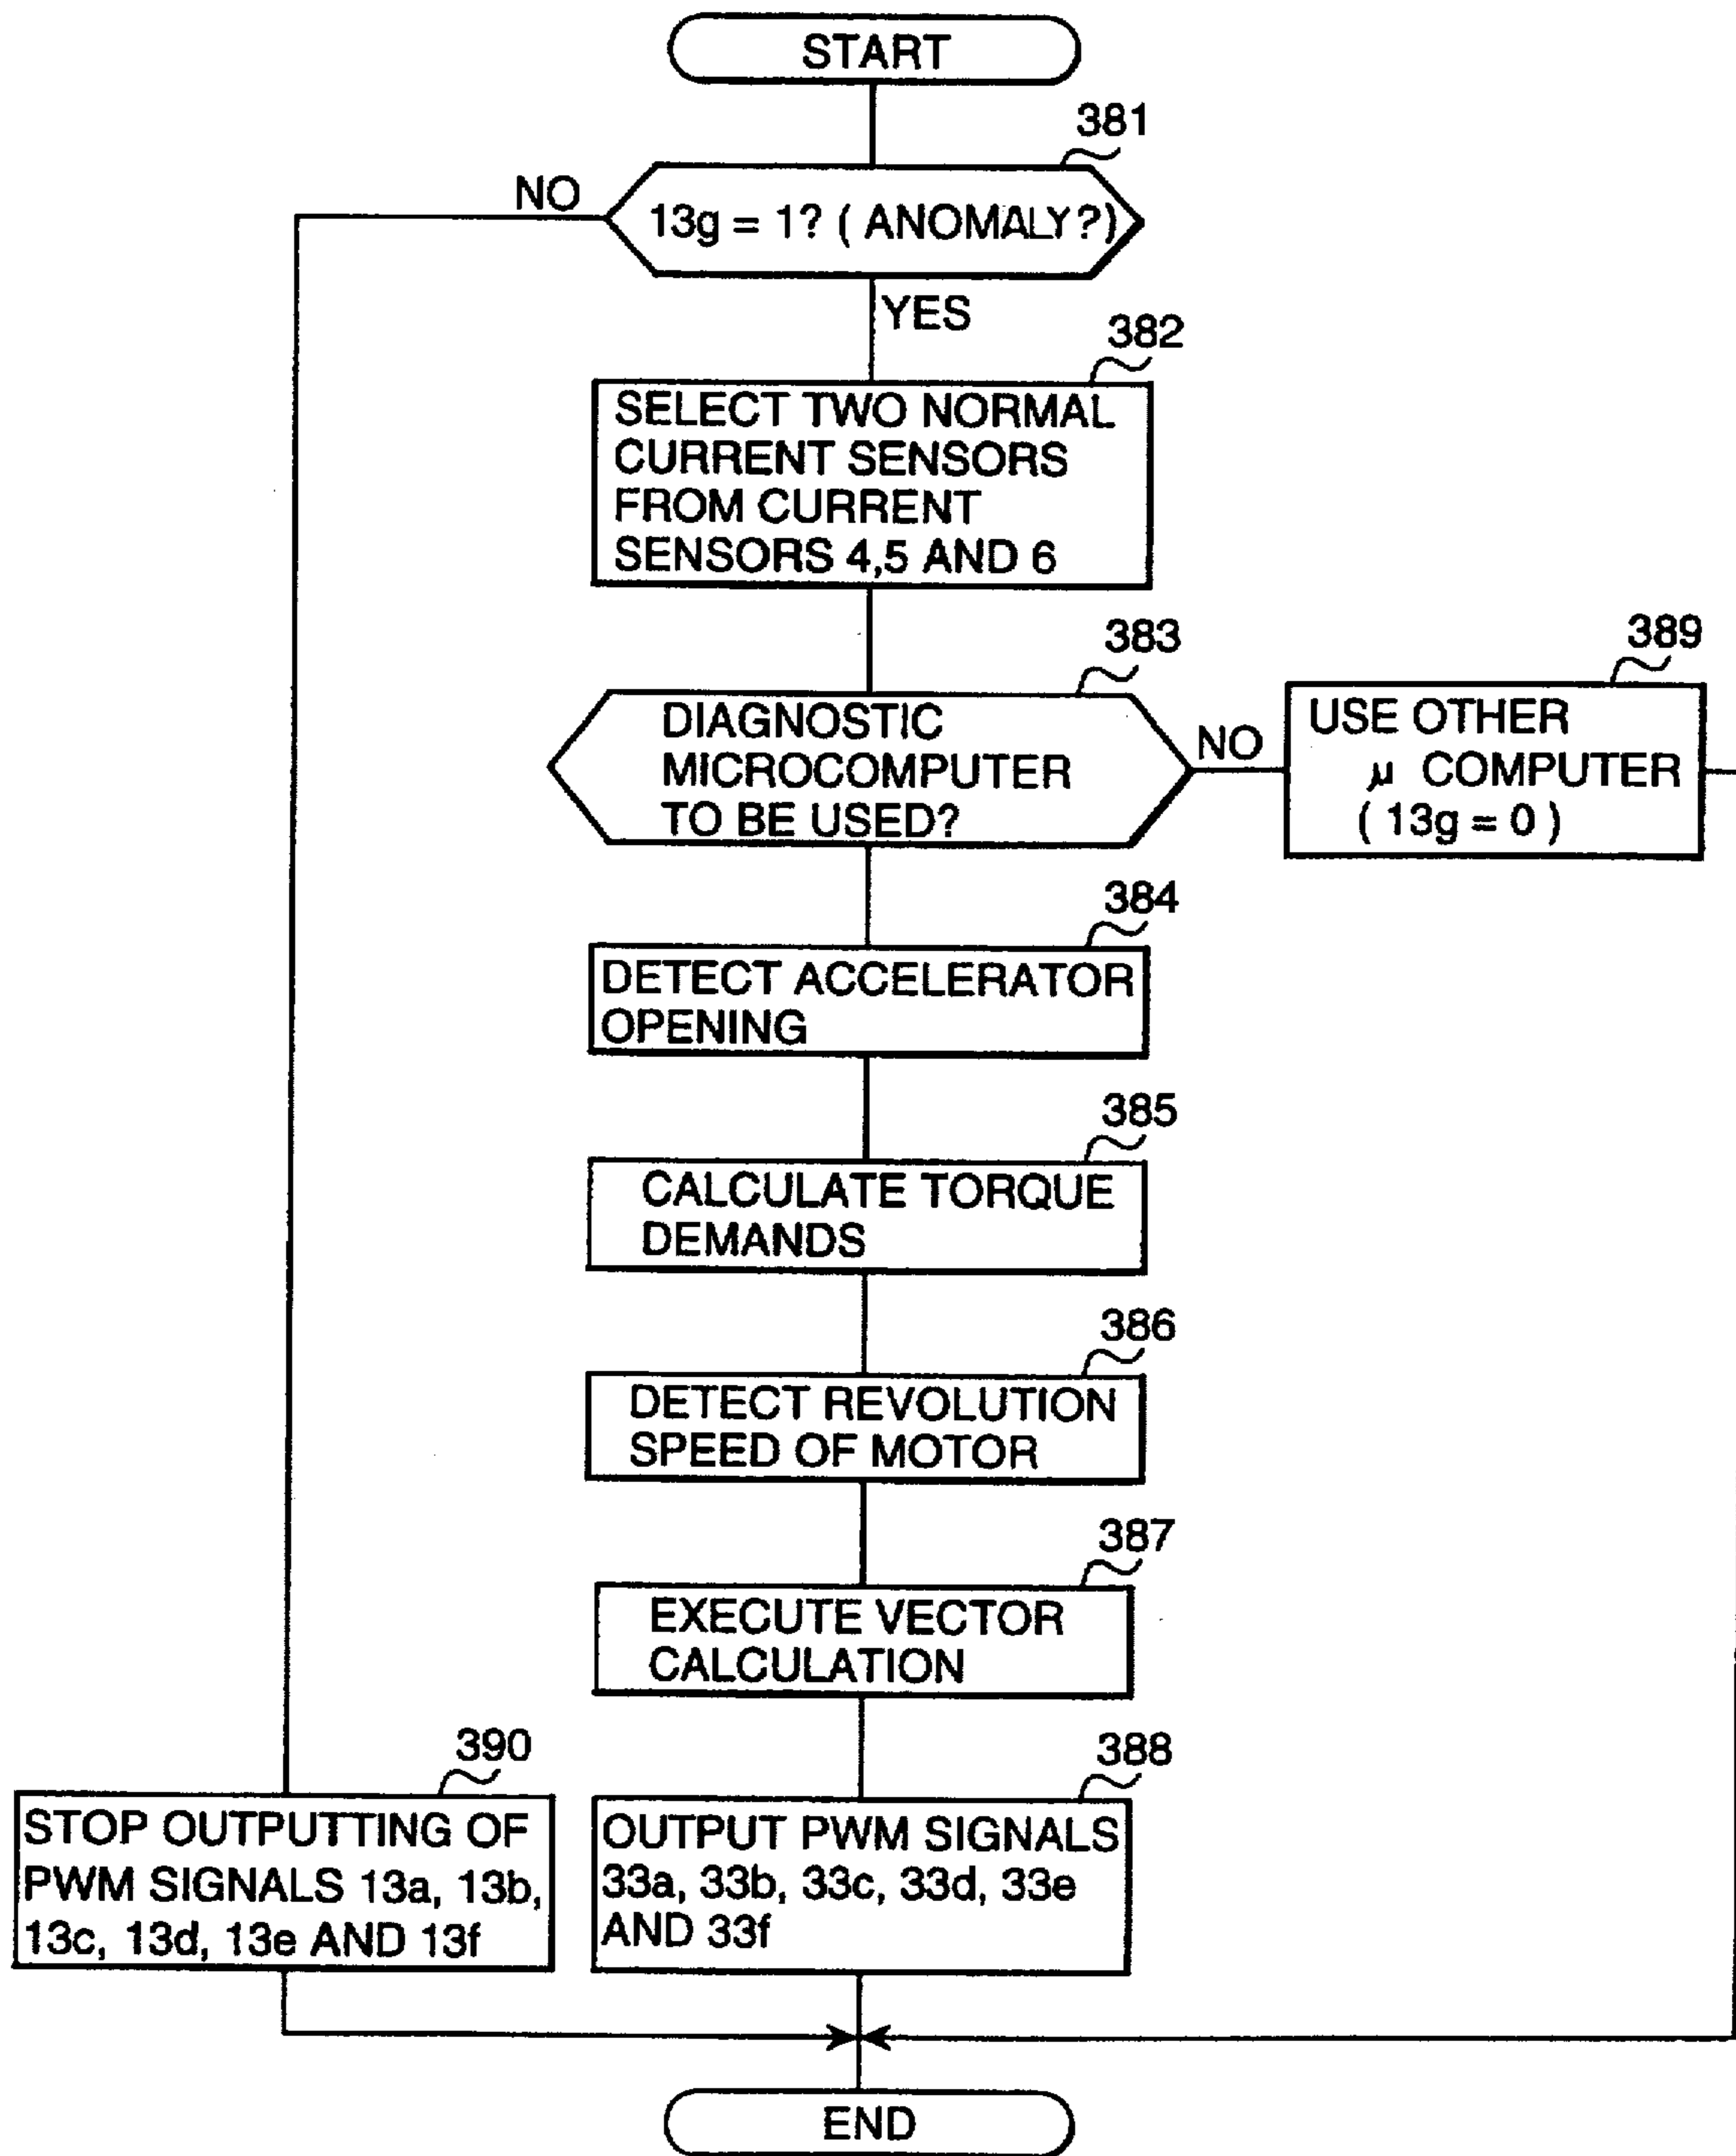 START
381
NO
13g = 1? ( ANOMALY?)
YES
382
SELECT TWO NORMAL
CURRENT SENSORS
FROM CURRENT
SENSORS 4,5 AND 6
383
DIAGNOSTIC
MICROCOMPUTER
TO BE USED?
NO
389
USE OTHER
μ COMPUTER
( 13g = 0 )
384
DETECT ACCELERATOR
OPENING
385
CALCULATE TORQUE
DEMANDS
386
DETECT REVOLUTION
SPEED OF MOTOR
387
EXECUTE VECTOR
CALCULATION
390
STOP OUTPUTTING OF
PWM SIGNALS 13a, 13b,
13c, 13d, 13e AND 13f
388
OUTPUT PWM SIGNALS
33a, 33b, 33c, 33d, 33e
AND 33f
END